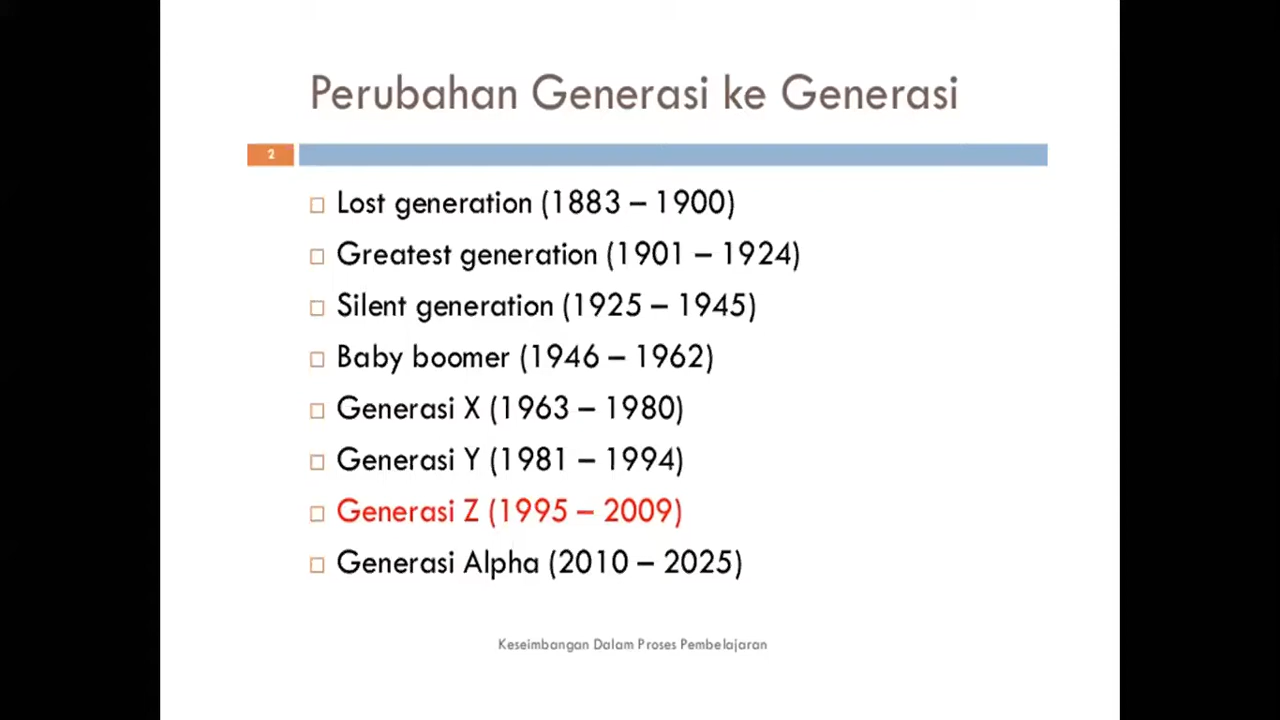 Perubahan Generasi ke Generasi
2
Lost generation (1883 – 1900)
Greatest generation (1901 – 1924)
Silent generation (1925 – 1945)
Baby boomer (1946 – 1962)
Generasi X (1963 – 1980)
Generasi Y (1981 – 1994)
Generasi Z (1995 – 2009)
Generasi Alpha (2010 – 2025)
Keseimbangan Dalam Proses Pembelajaran